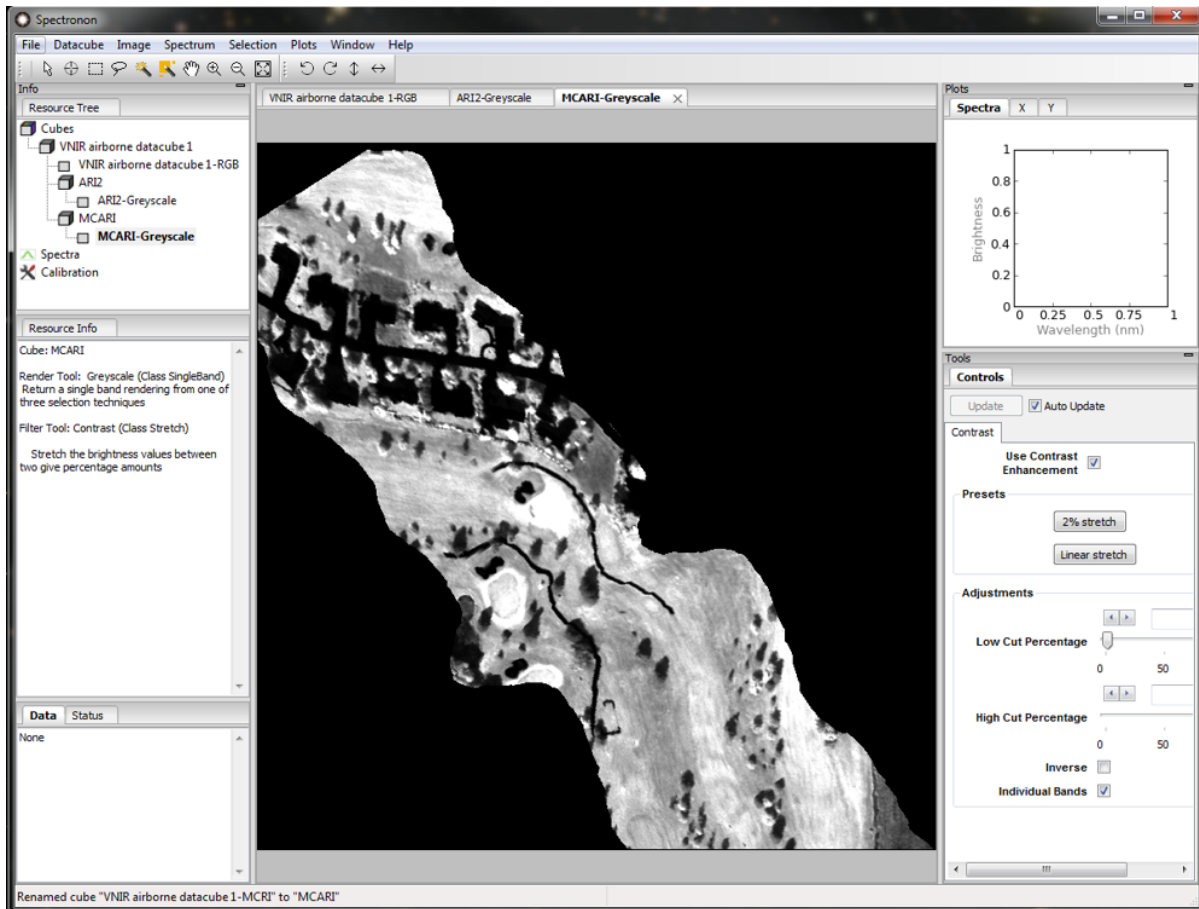 Spectronon
File Datacube Image Spectrum Selection Plots Window Help
Info
Resource Tree
Cubes
VNIR airborne datacube 1
VNIR airborne datacube 1-RGB
ARI2
ARI2-Greyscale
MCARI
MCARI-Greyscale
Spectra
Calibration
Resource Info
Cube: MCARI
Render Tool:  Greyscale (Class SingleBand)
Return a single band rendering from one of
three selection techniques
Filter Tool: Contrast (Class Stretch)
Stretch the brightness values between
two give percentage amounts
Data Status
None
VNIR airborne datacube 1-RGB ARI2-Greyscale MCARI-Greyscale
Plots
Spectra X Y
1
0.8
0.6
0.4
0.2
0
Brightness
0 0.25 0.5 0.75 1
Wavelength (nm)
Tools
Controls
Update Auto Update
Contrast
Use Contrast
Enhancement
Presets
2% stretch
Linear stretch
Adjustments
Low Cut Percentage
0 50
High Cut Percentage
0 50
Inverse
Individual Bands
Renamed cube "VNIR airborne datacube 1-MCRI" to "MCARI"